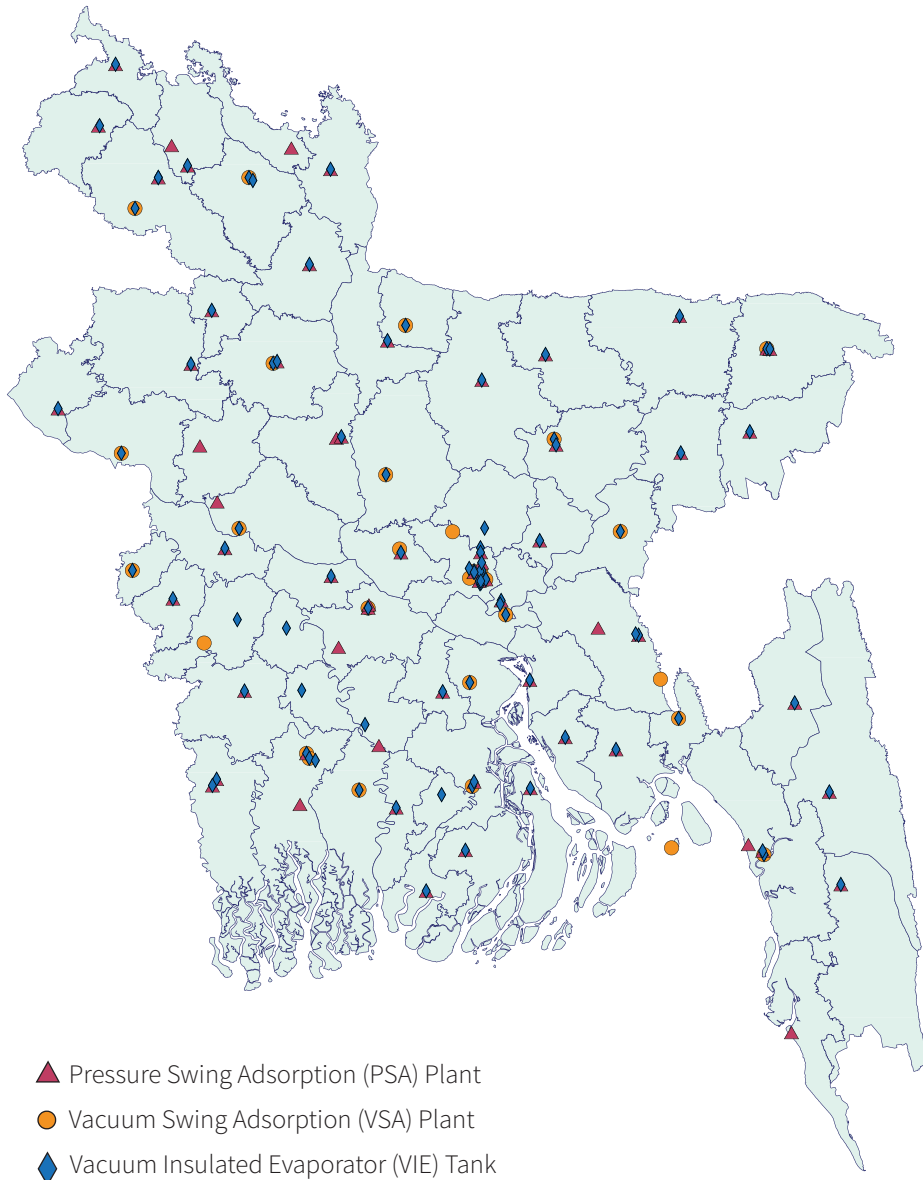 Pressure Swing Adsorption (PSA) Plant
Vacuum Swing Adsorption (VSA) Plant
Vacuum Insulated Evaporator (VIE) Tank